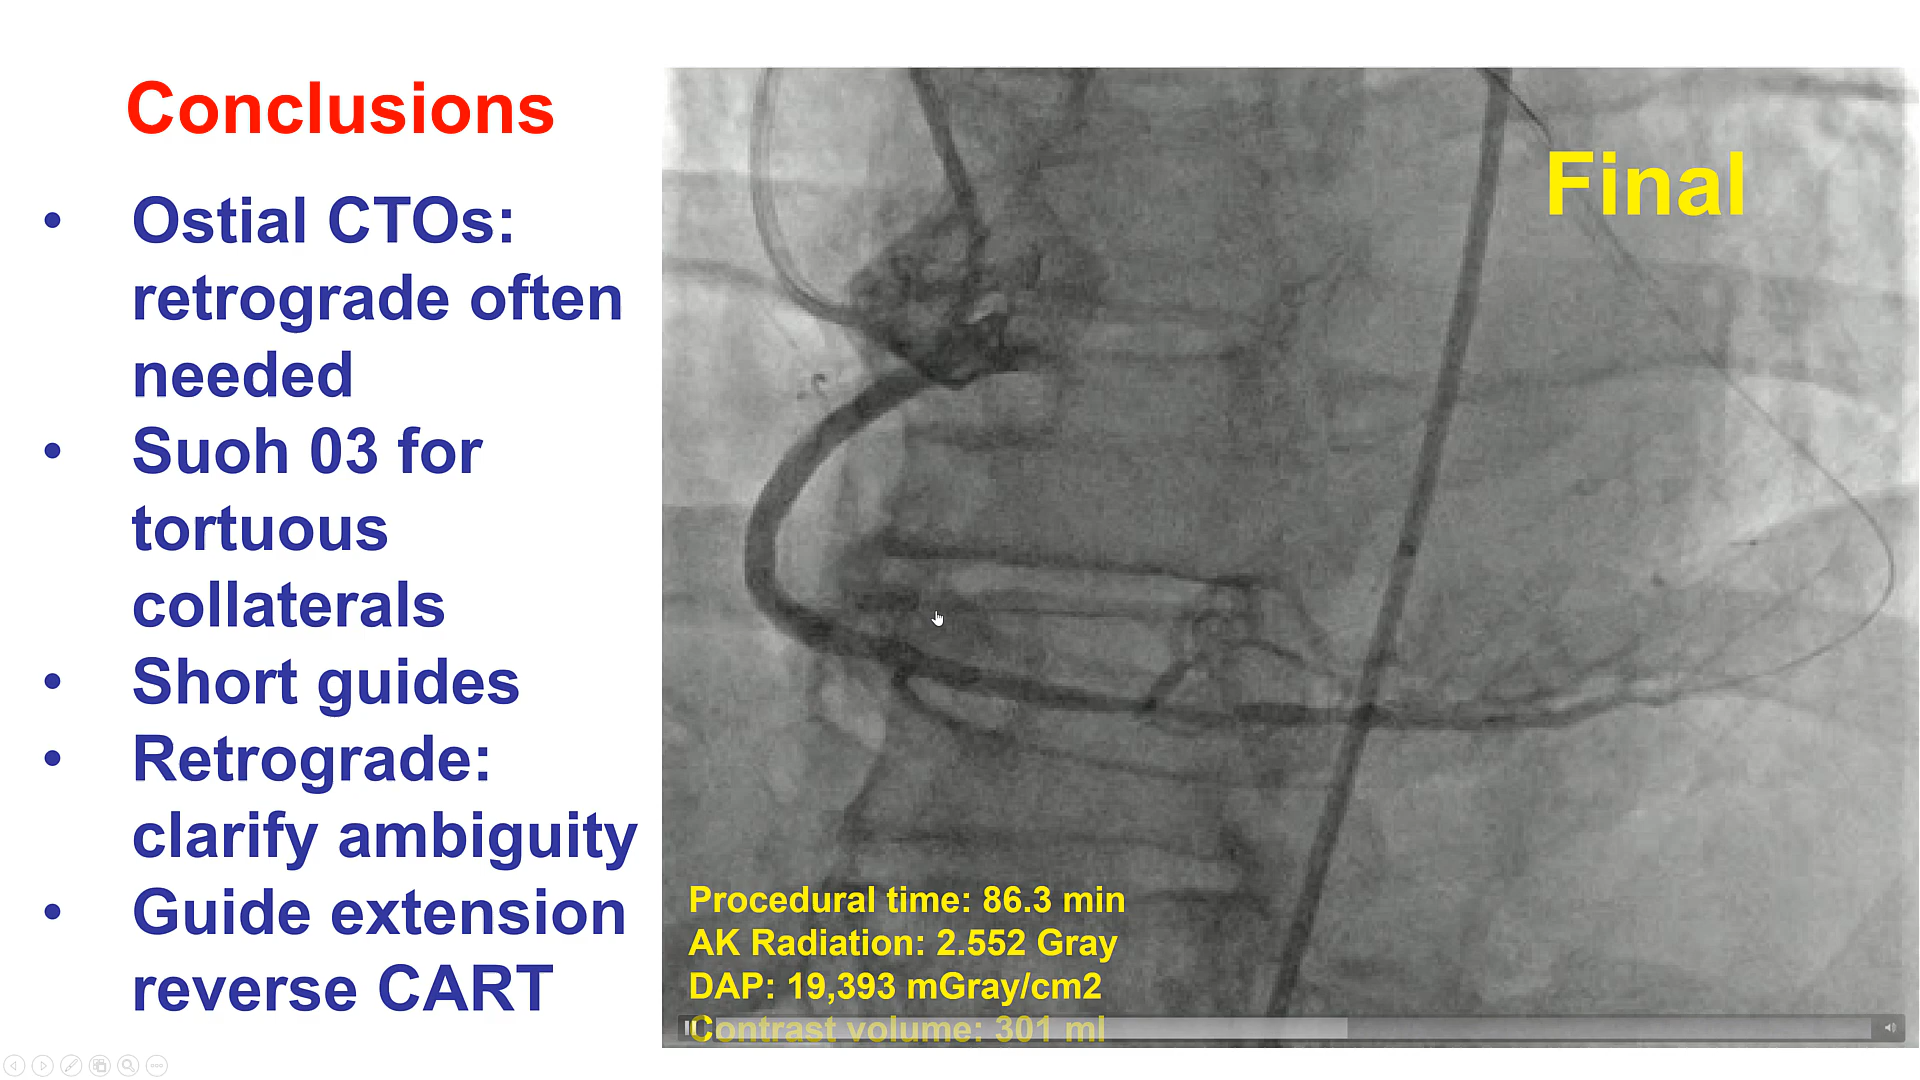 Conclusions
• Ostial CTOs:
retrograde often
needed
• Suoh 03 for
tortuous
collaterals
• Short guides
• Retrograde:
clarify ambiguity
• Guide extension
reverse CART
Final
Procedural time: 86.3 min
AK Radiation: 2.552 Gray
DAP: 19,393 mGray/cm2
Contrast volume: 301 ml